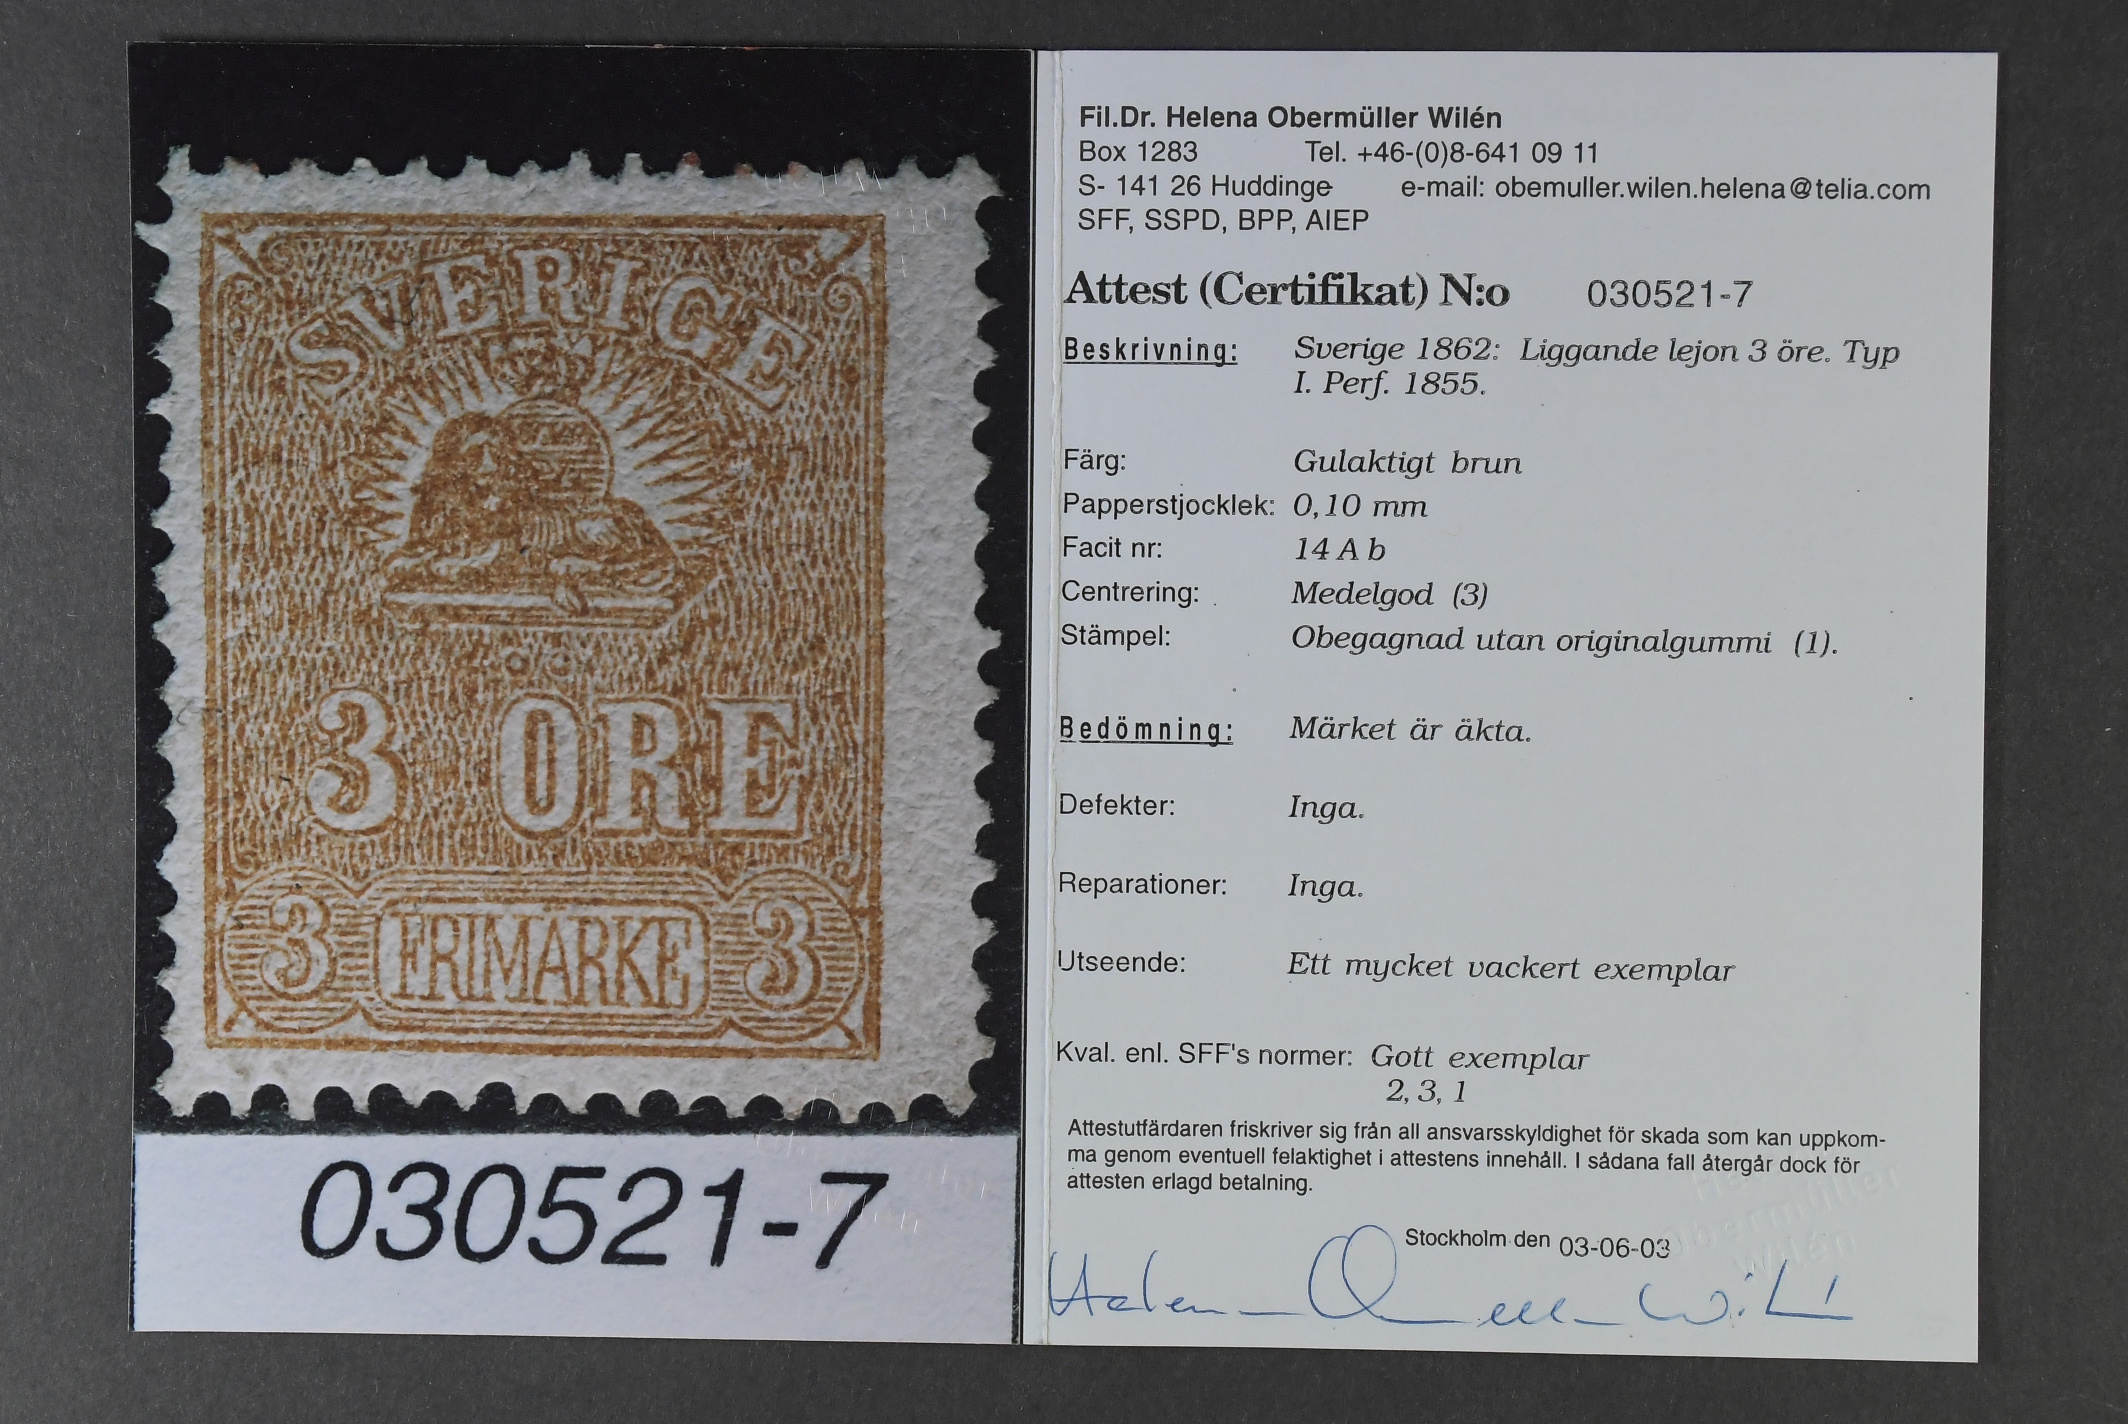 SVERIGE
3 ÖRE
3 FRIMÄRKE 3
030521-7
Fil.Dr. Helena Obermüller Wilén
Box 1283 Tel. +46-(0)8-641 09 11
S- 141 26 Huddinge e-mail: obemuller.wilen.helena@telia.com
SFF, SSPD, BPP, AIEP
Attest (Certifikat) N:o 030521-7
Beskrivning: Sverige 1862: Liggande lejon 3 öre. Typ
I. Perf. 1855.
Färg: Gulaktigt brun
Papperstjocklek: 0,10 mm
Facit nr: 14 A b
Centrering: Medelgod (3)
Stämpel: Obegagnad utan originalgummi (1).
Bedömning: Märket är äkta.
Defekter: Inga.
Reparationer: Inga.
Utseende: Ett mycket vackert exemplar
Kval. enl. SFF's normer: Gott exemplar
2, 3, 1
Attestutfärdaren friskriver sig från all ansvarsskyldighet för skada som kan uppkom-
ma genom eventuell felaktighet i attestens innehåll. I sådana fall återgår dock för
attesten erlagd betalning.
Obermüller
Wilén
Stockholm den 03-06-03